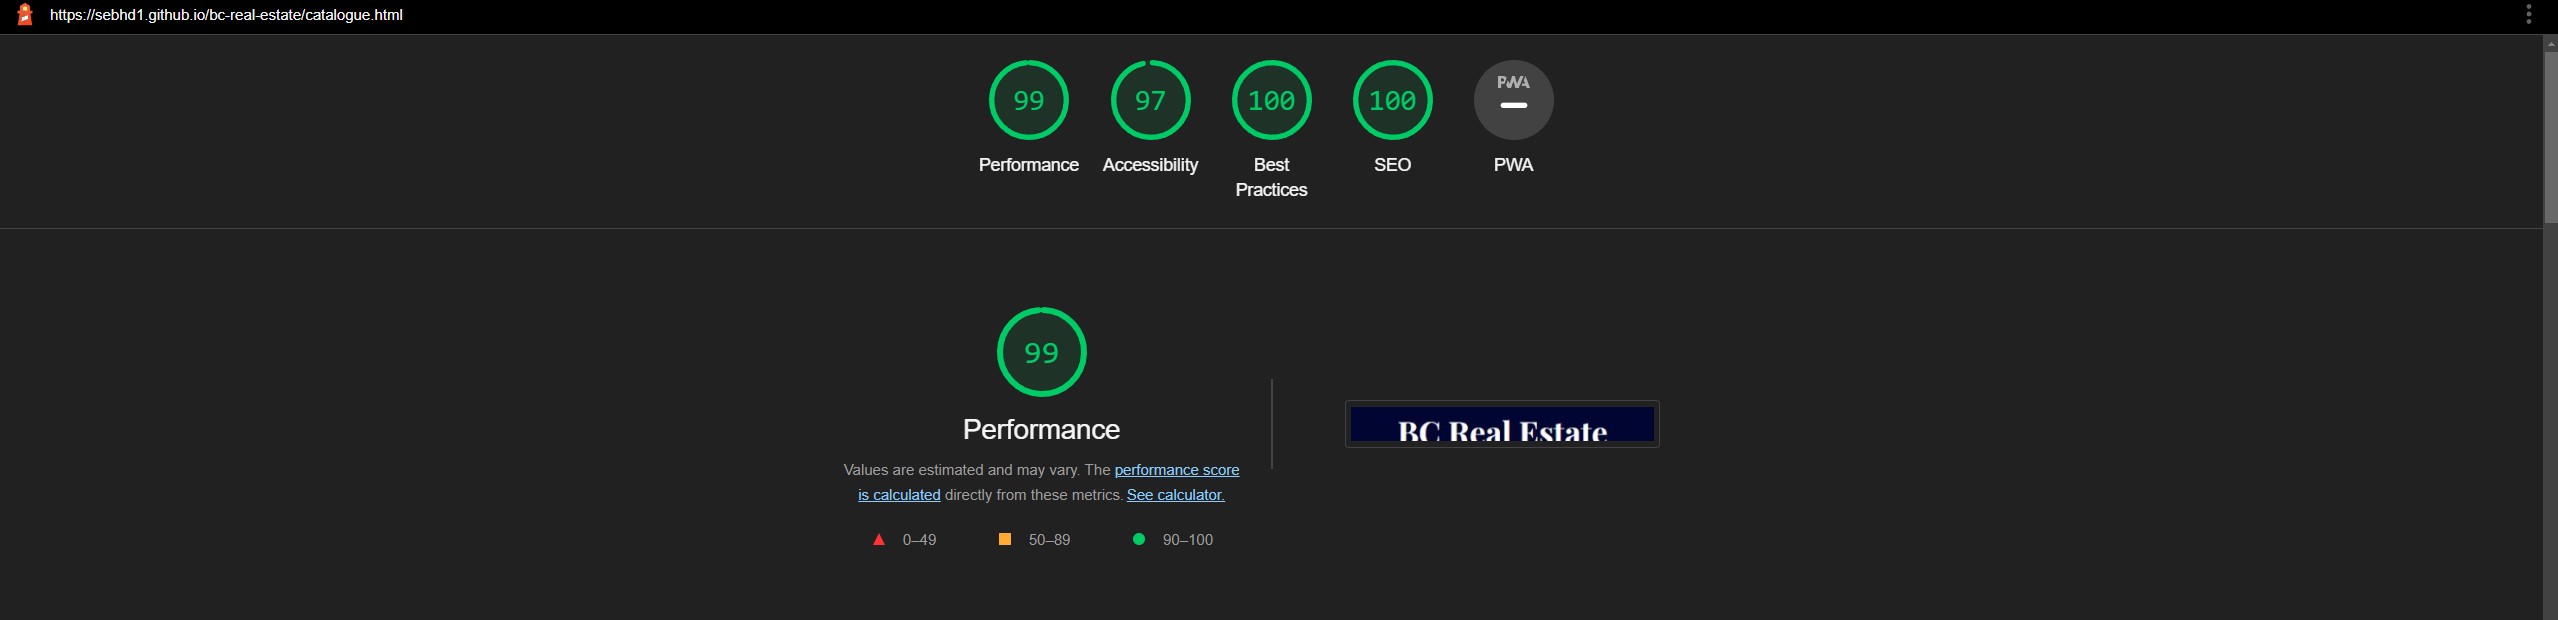 https://sebhd1.github.io/bc-real-estate/catalogue.html
99
97
100
100
PWA
Performance
Accessibility
Best
Practices
SEO
PWA
99
Performance
Values are estimated and may vary. The performance score
is calculated directly from these metrics. See calculator.
0–49
50–89
90–100
BC Real Estate